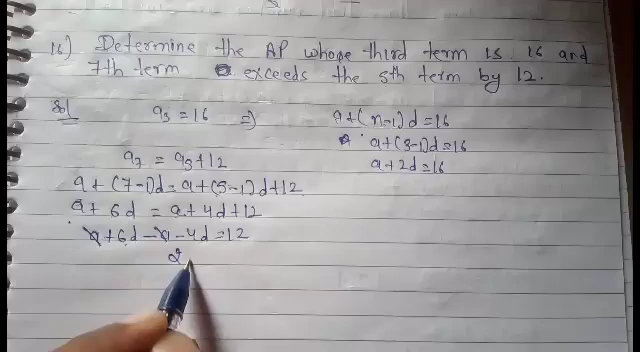 16) Determine the AP whose third term is 16 and
7th term exceeds the 5th term by 12.
Sol a₃ = 16 ⇒ a+(n-1)d=16
a+(3-1)d=16
a+2d=16
a₇ = a₅+12
a+(7-1)d = a+(5-1)d+12
a+6d = a+4d+12
a+6d-a-4d=12
2